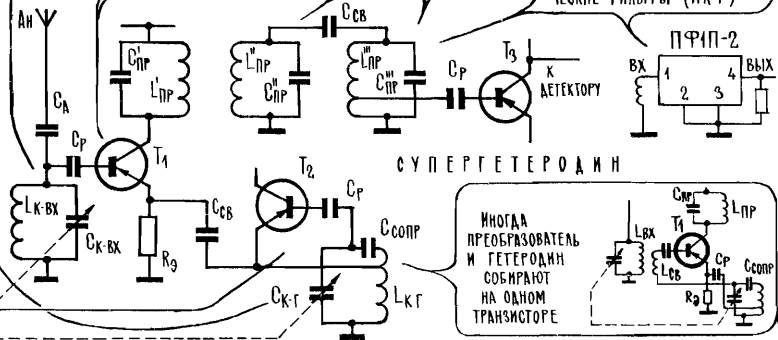 ЧЕСКИЕ ФИЛЬТРЫ (ПКФ)
Ан
Cсв
C'пр
L'пр
L"пр
C"пр
L'"пр
C'"пр
T3
К
ДЕТЕКТОРУ
ПФ1П-2
ВХ
1
4
ВЫХ
2
3
CА
Cр
T1
Cр
СУПЕРГЕТЕРОДИН
T2
Cр
Lк-вх
Cк-вх
Rэ
Cсв
Cсопр
Cк-г
Lкг
ИНОГДА
ПРЕОБРАЗОВАТЕЛЬ
И ГЕТЕРОДИН
СОБИРАЮТ
НА ОДНОМ
ТРАНЗИСТОРЕ
Cпр
Lпр
T1
Lвх
Lсв
Cр
Cсопр
Rэ